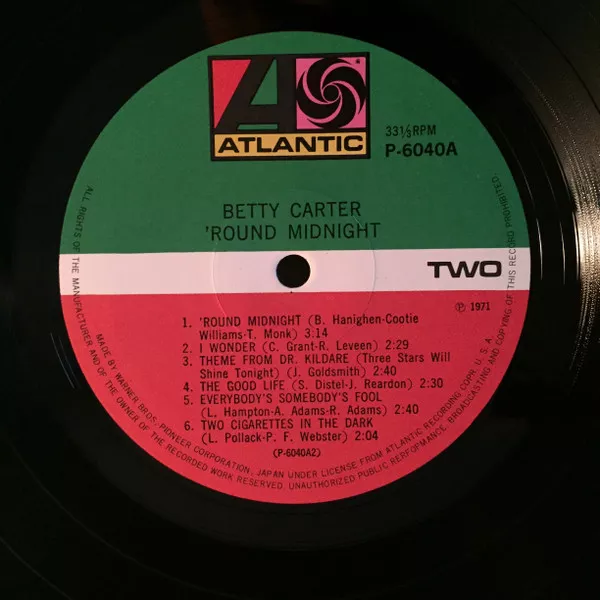 ATLANTIC
33⅓RPM
P-6040A
BETTY CARTER
'ROUND MIDNIGHT
TWO
℗ 1971
1. 'ROUND MIDNIGHT (B. Hanighen-Cootie
Williams-T. Monk) 3:14
2. I WONDER (C. Grant-R. Leveen) 2:29
3. THEME FROM DR. KILDARE (Three Stars Will
Shine Tonight) (J. Goldsmith) 2:40
4. THE GOOD LIFE (S. Distel-J. Reardon) 2:30
5. EVERYBODY'S SOMEBODY'S FOOL
(L. Hampton-A. Adams-R. Adams) 2:40
6. TWO CIGARETTES IN THE DARK
(L. Pollack-P. F. Webster) 2:04
(P-6040A2)
ALL RIGHTS OF THE MANUFACTURER AND OF THE OWNER OF THE RECORDED WORK RESERVED. UNAUTHORIZED PUBLIC PERFORMANCE, BROADCASTING AND COPYING OF THIS RECORD PROHIBITED.
MADE BY WARNER BROS. PIONEER CORPORATION, JAPAN UNDER LICENSE FROM ATLANTIC RECORDING CORP. U. S. A.